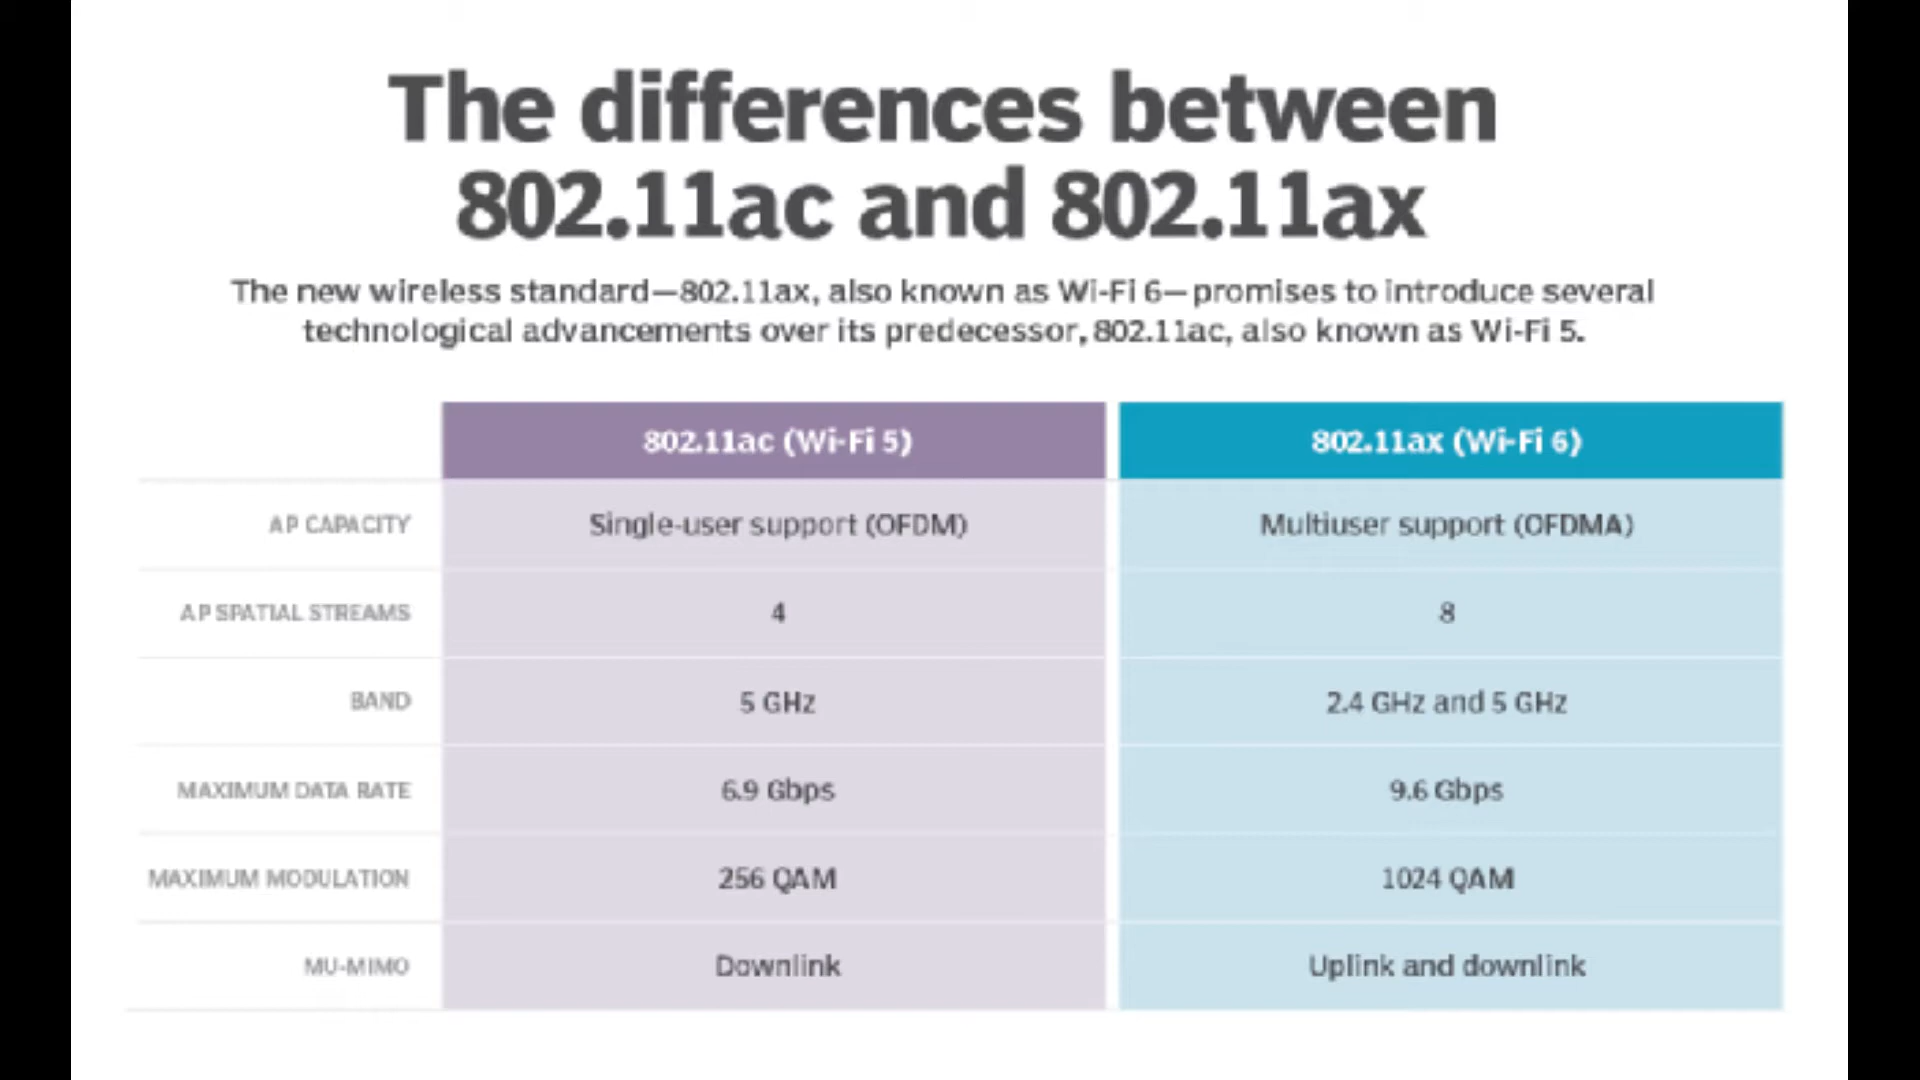 The differences between
802.11ac and 802.11ax
The new wireless standard—802.11ax, also known as Wi-Fi 6—promises to introduce several
technological advancements over its predecessor, 802.11ac, also known as Wi-Fi 5.
802.11ac (Wi-Fi 5) 802.11ax (Wi-Fi 6)
AP CAPACITY Single-user support (OFDM) Multiuser support (OFDMA)
AP SPATIAL STREAMS 4 8
BAND 5 GHz 2.4 GHz and 5 GHz
MAXIMUM DATA RATE 6.9 Gbps 9.6 Gbps
MAXIMUM MODULATION 256 QAM 1024 QAM
MU-MIMO Downlink Uplink and downlink